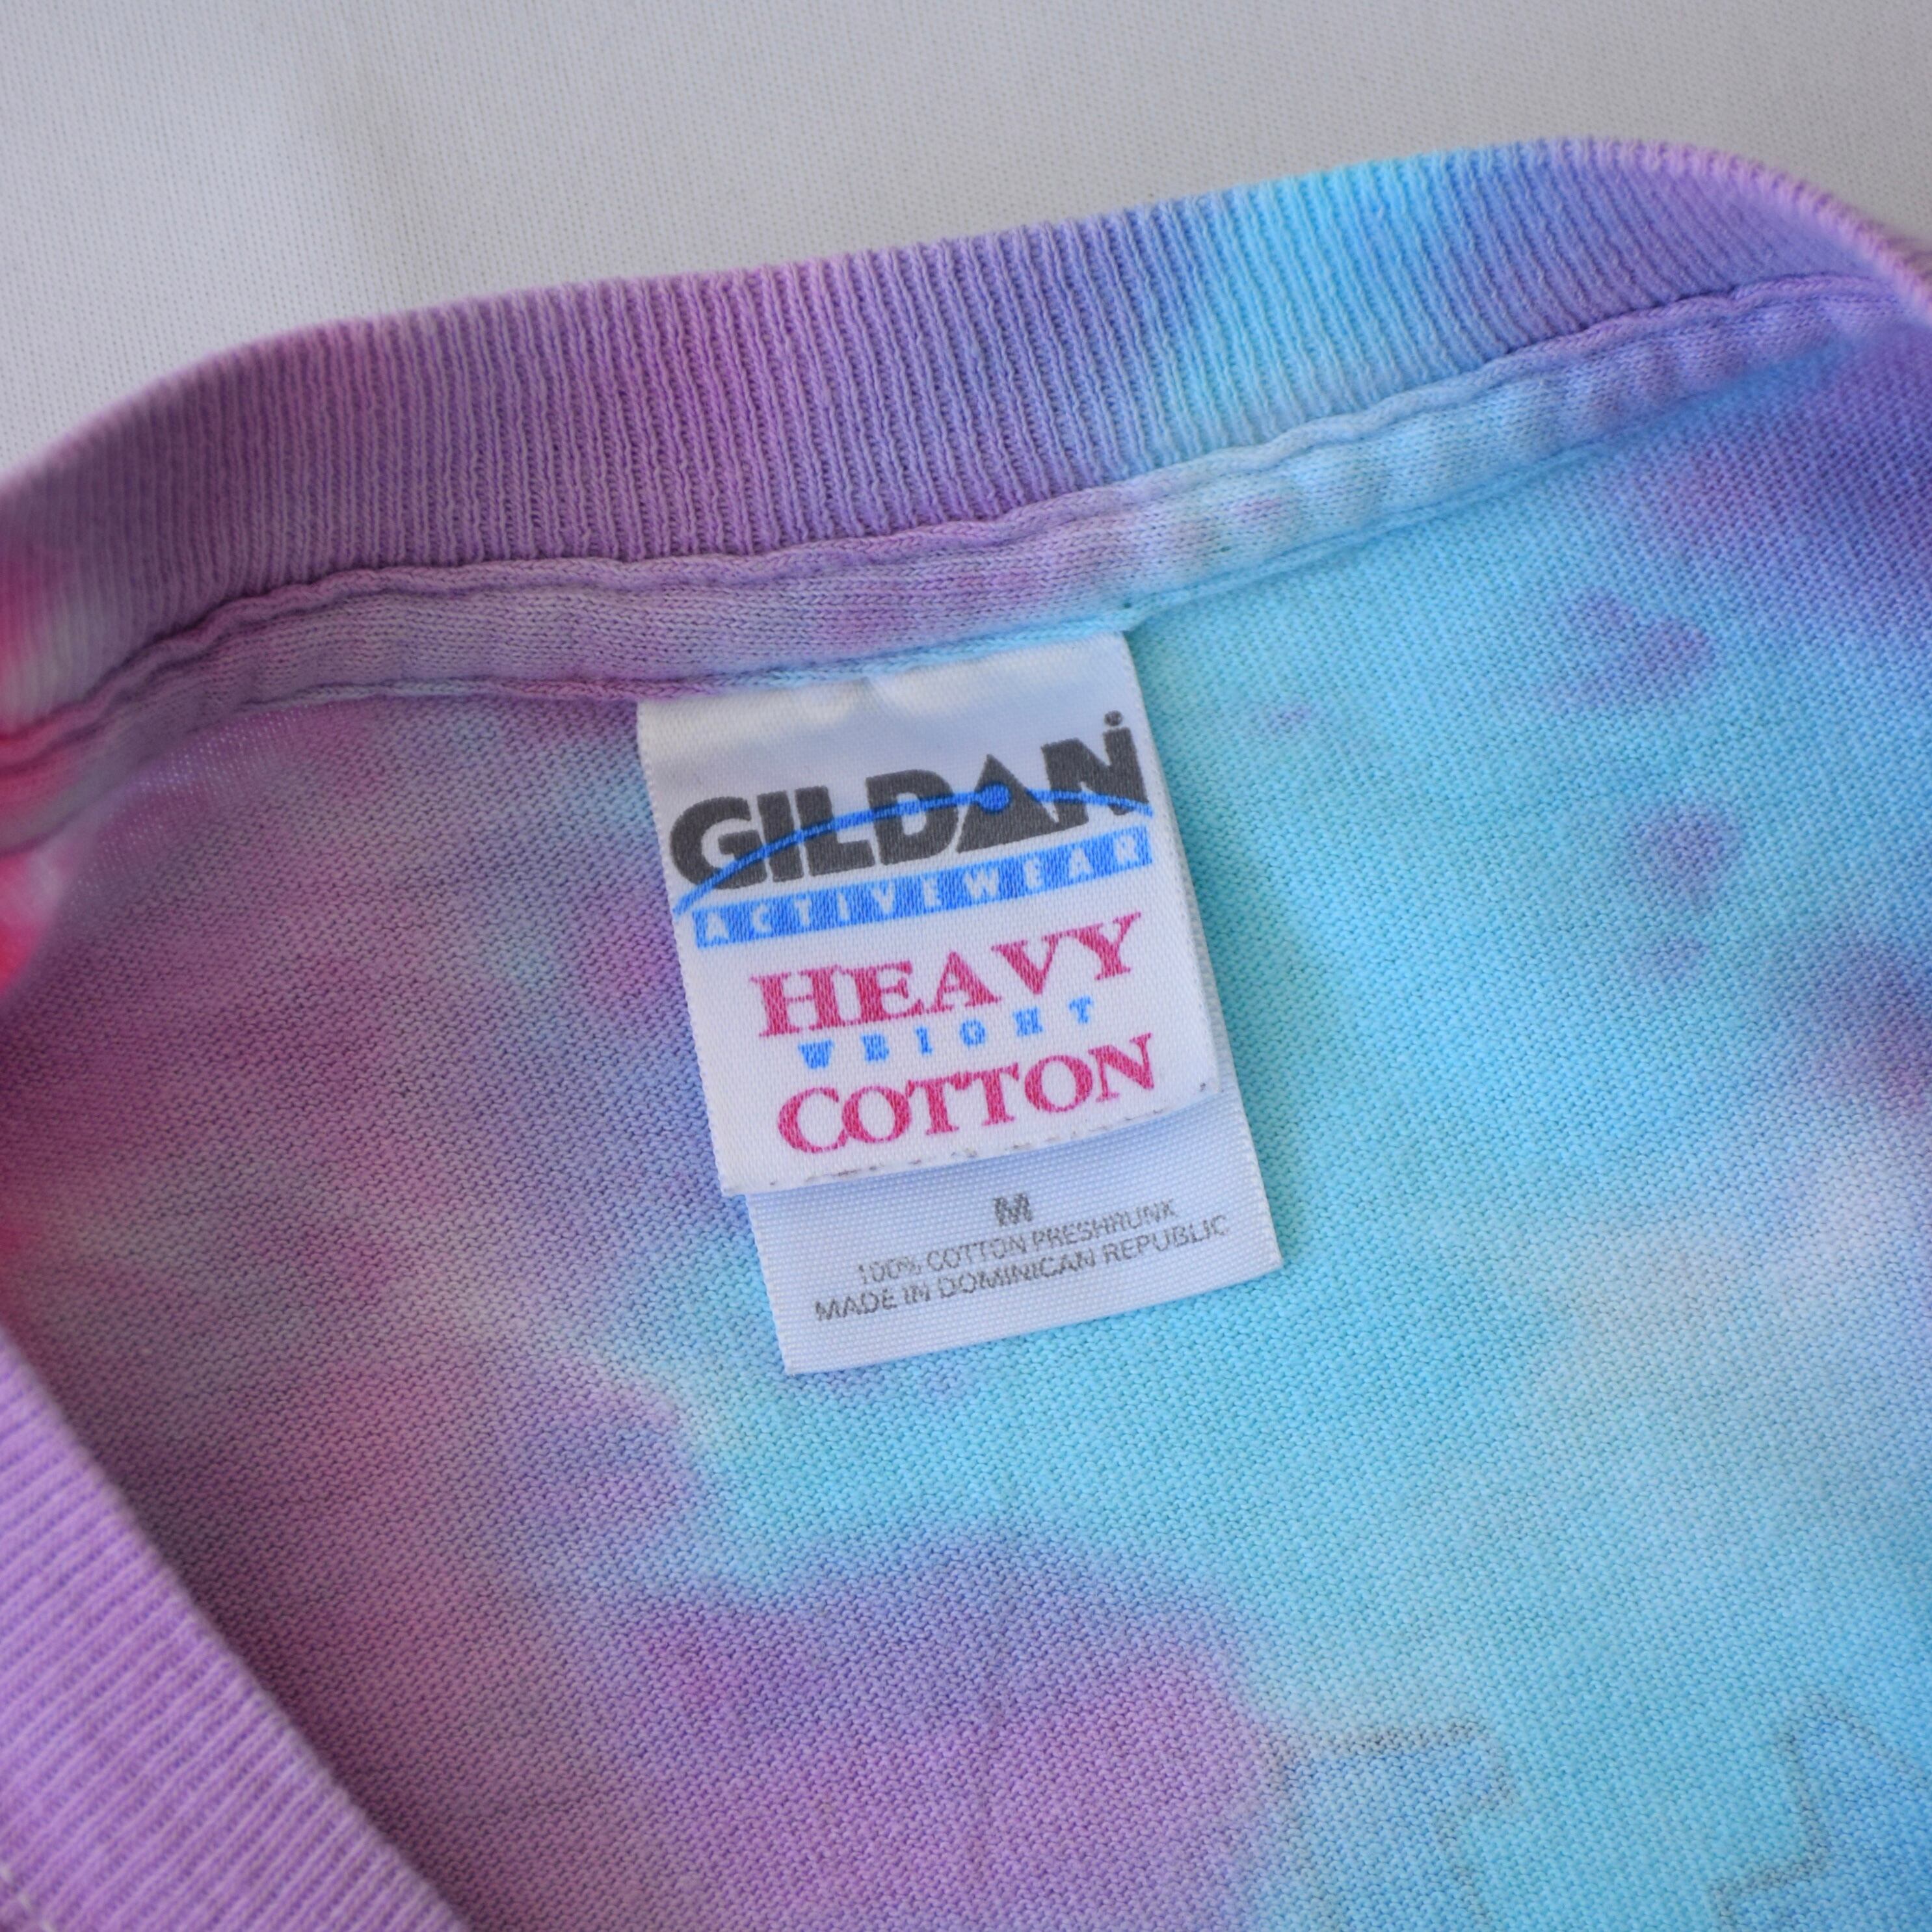 GILDAN
ACTIVEWEAR
HEAVY
WEIGHT
COTTON
M
100% COTTON PRESHRUNK
MADE IN DOMINICAN REPUBLIC